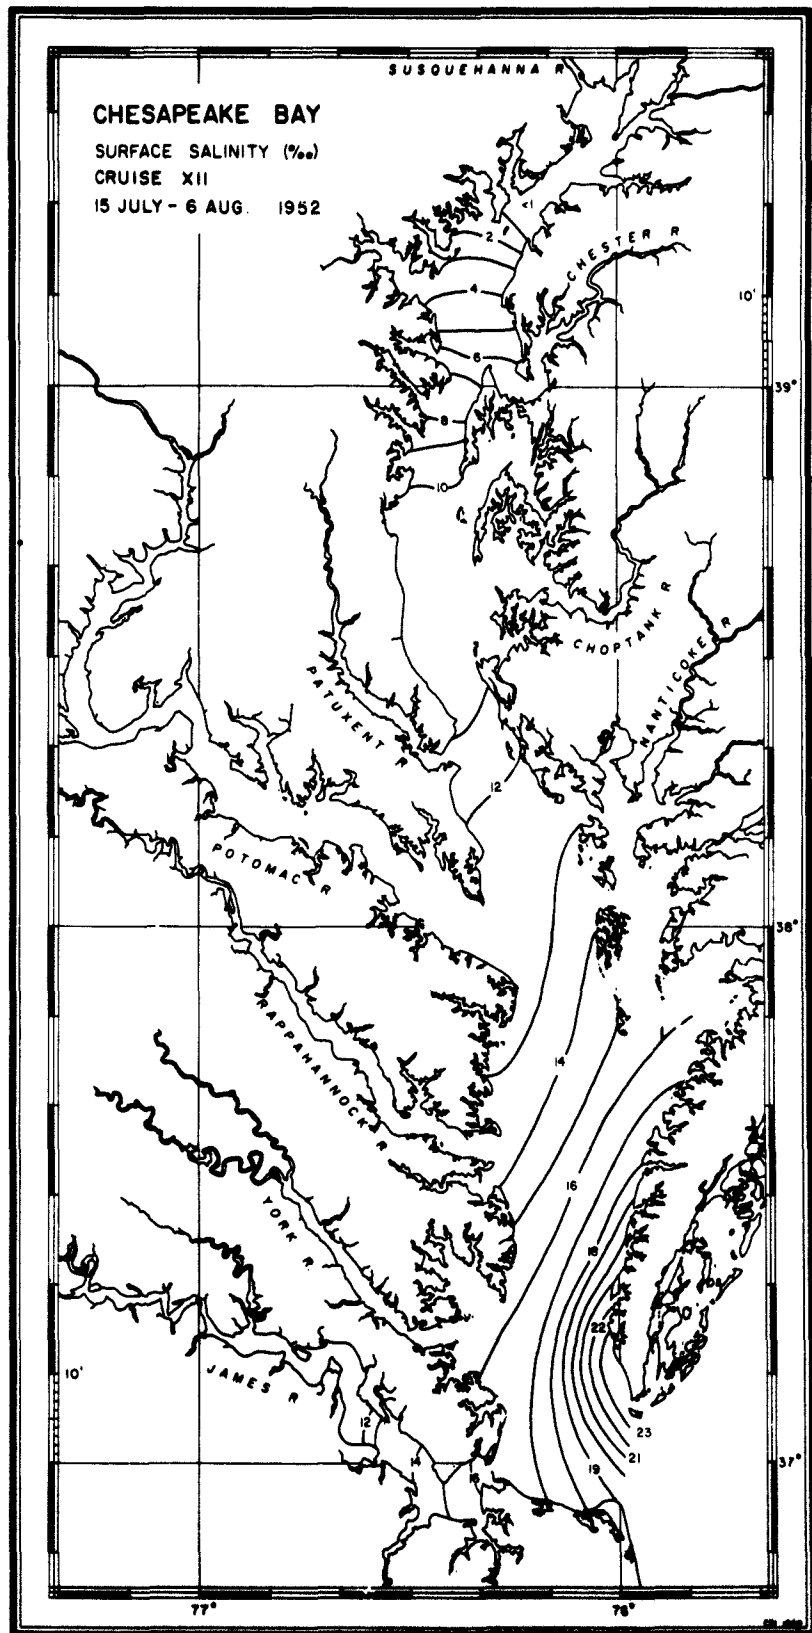 SUSQUEHANNA R
CHESAPEAKE BAY
SURFACE SALINITY (‰)
CRUISE XII
15 JULY - 6 AUG. 1952
<1
2
CHESTER R
4
10'
6
39°
8
10
CHOPTANK R
NANTICOKE R
PATUXENT R
12
POTOMAC R
38°
RAPPAHANNOCK R
14
16
YORK R
18
22
JAMES R
10'
12
23
21
19
37°
77°
76°